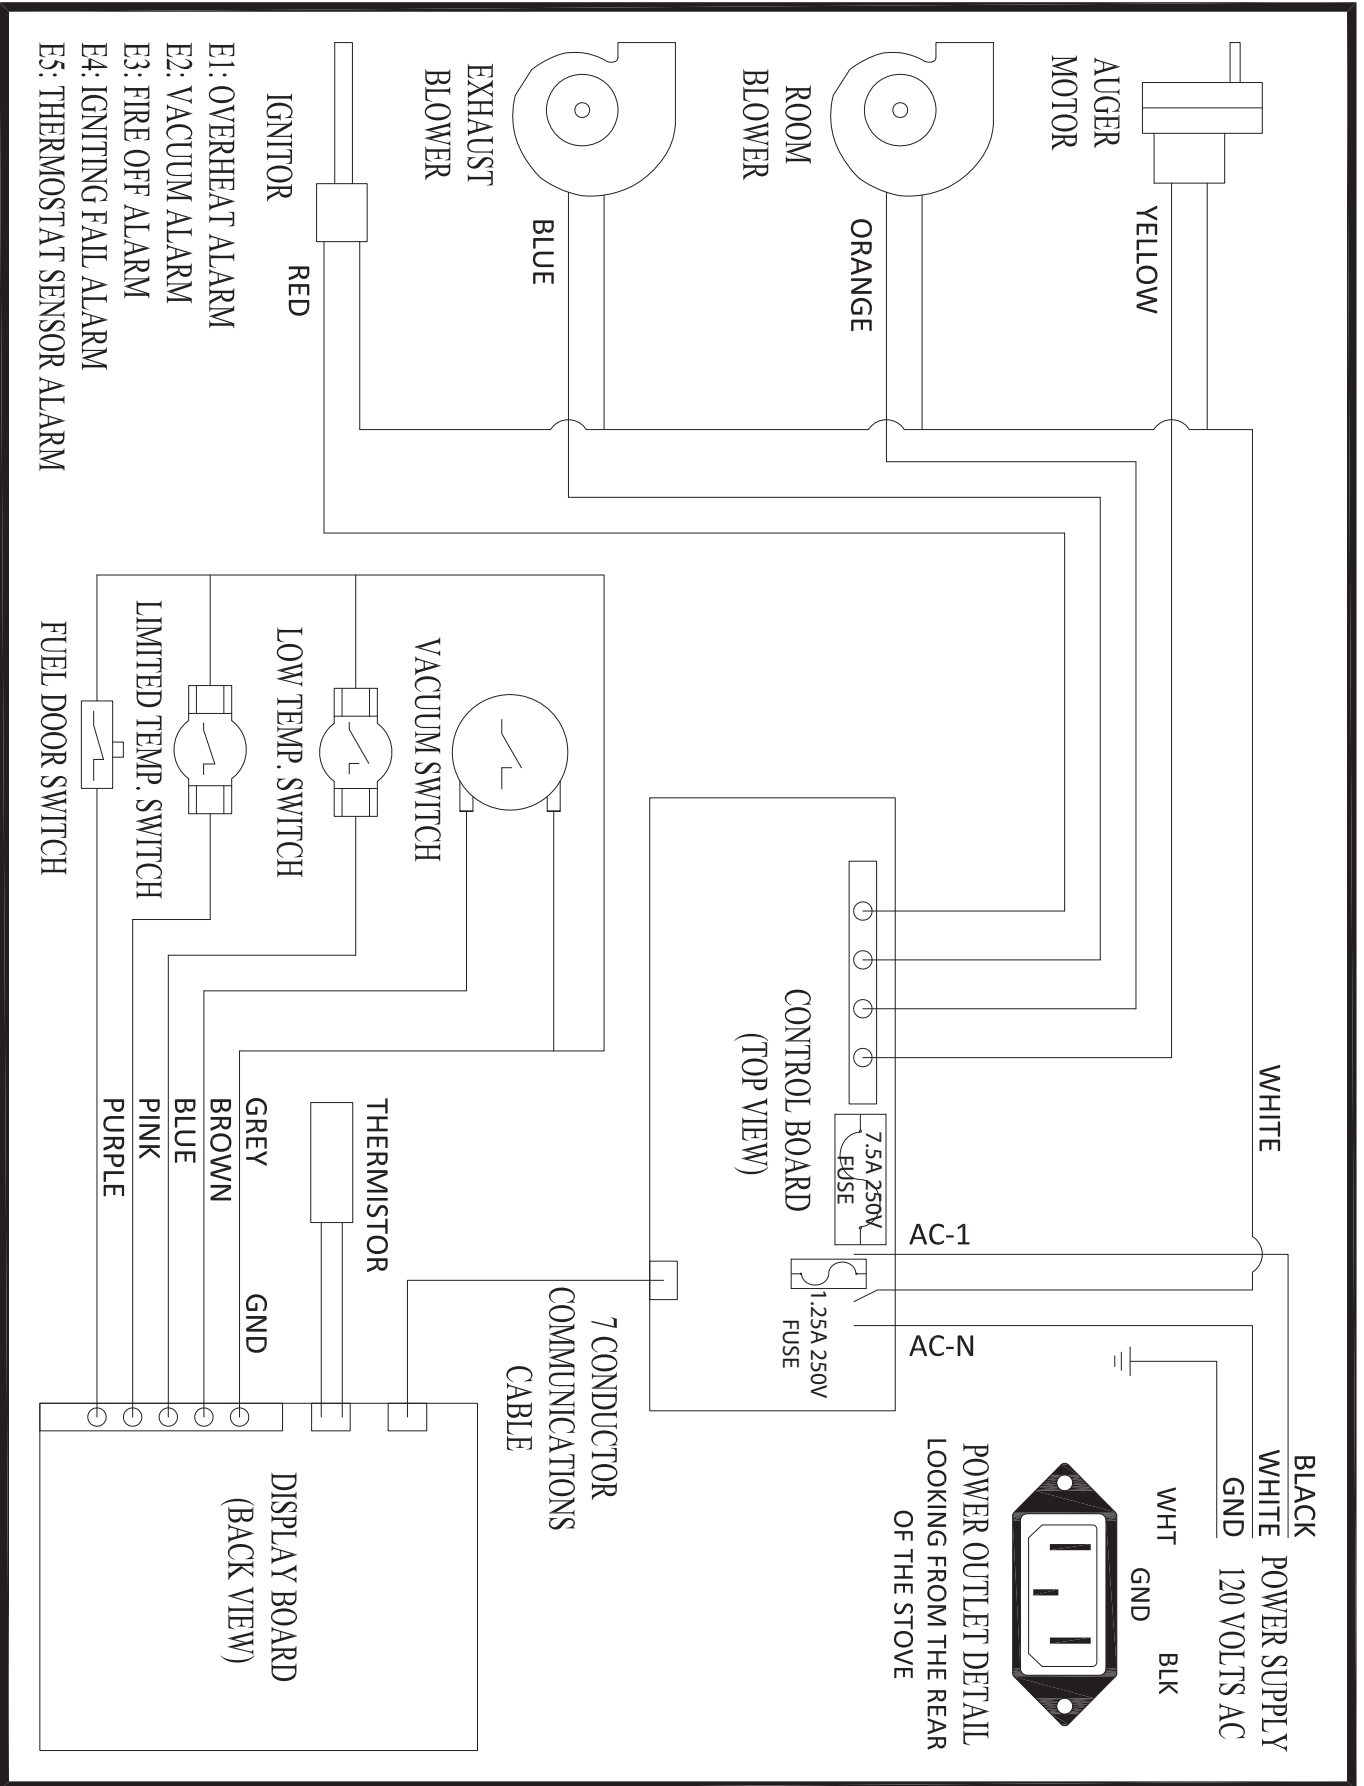 AUGER
MOTOR
YELLOW
ROOM
BLOWER
ORANGE
EXHAUST
BLOWER
BLUE
IGNITOR
RED
E1: OVERHEAT ALARM
E2: VACUUM ALARM
E3: FIRE OFF ALARM
E4: IGNITING FAIL ALARM
E5: THERMOSTAT SENSOR ALARM
WHITE
VACUUM SWITCH
LOW TEMP. SWITCH
LIMITED TEMP. SWITCH
FUEL DOOR SWITCH
CONTROL BOARD
(TOP VIEW)
7.5A 250V
FUSE
1.25A 250V
FUSE
AC-1
AC-N
THERMISTOR
GREY
BROWN
BLUE
PINK
PURPLE
GND
7 CONDUCTOR
COMMUNICATIONS
CABLE
DISPLAY BOARD
(BACK VIEW)
BLACK
WHITE
GND
POWER SUPPLY
120 VOLTS AC
WHT
GND
BLK
POWER OUTLET DETAIL
LOOKING FROM THE REAR
OF THE STOVE